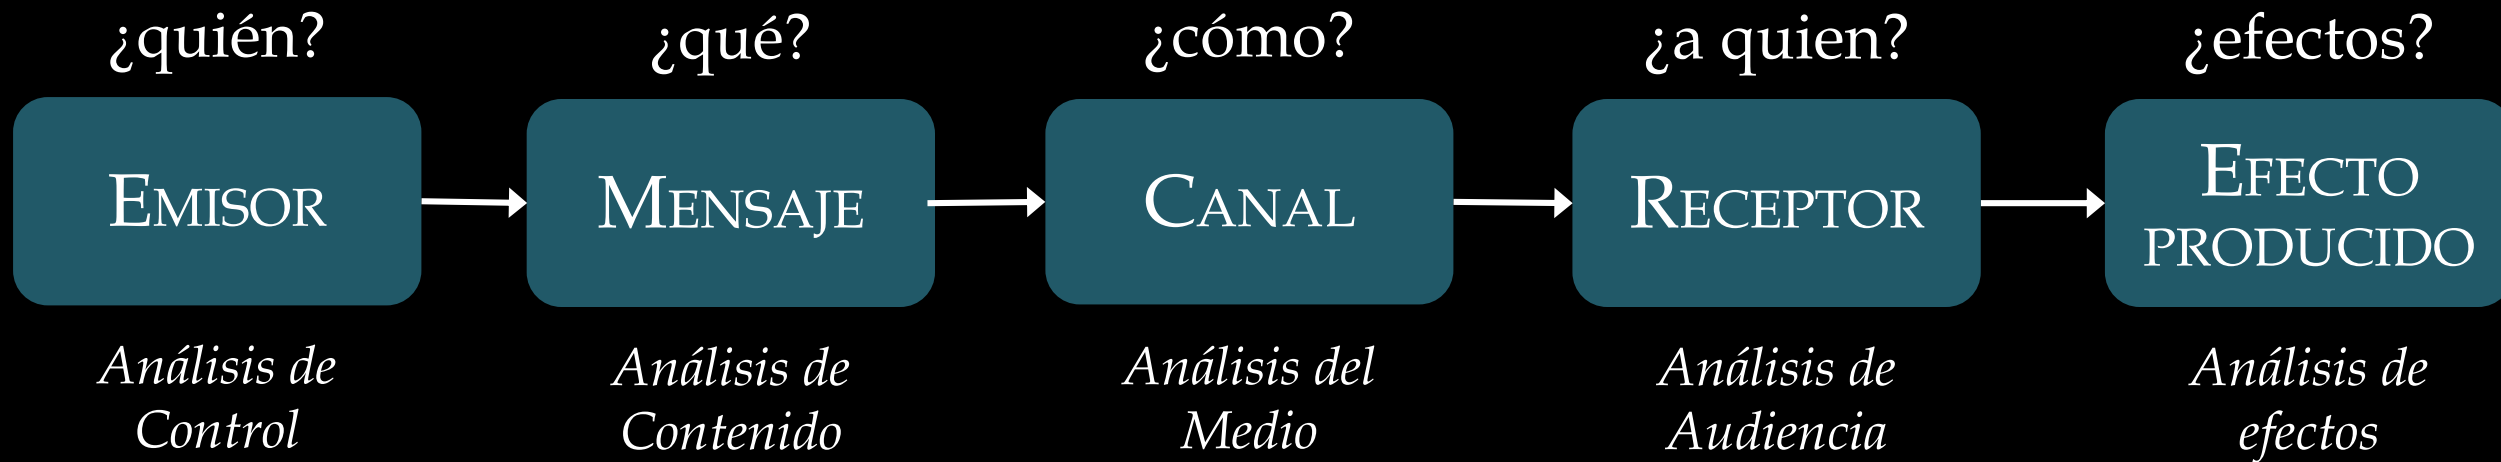 ¿quién?
¿qué?
¿cómo?
¿a quien?
¿efectos?
Emisor
Mensaje
Canal
Receptor
Efecto
producido
Análisis de
Control
Análisis de
Contenido
Análisis del
Medio
Análisis de
Audiencia
Análisis de
efectos